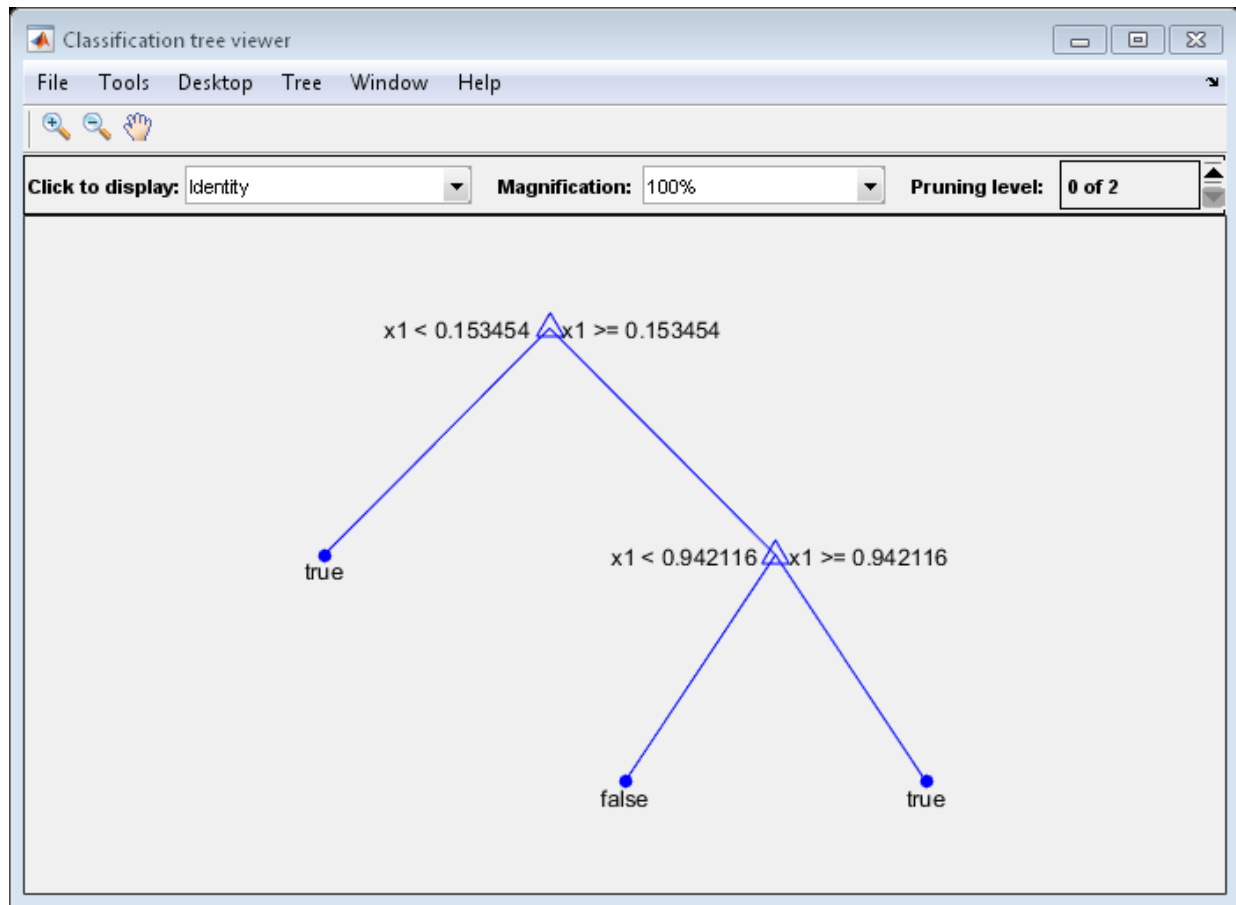 Classification tree viewer
File Tools Desktop Tree Window Help
Click to display: Identity Magnification: 100% Pruning level: 0 of 2
x1 < 0.153454 x1 >= 0.153454
x1 < 0.942116 x1 >= 0.942116
true
false true